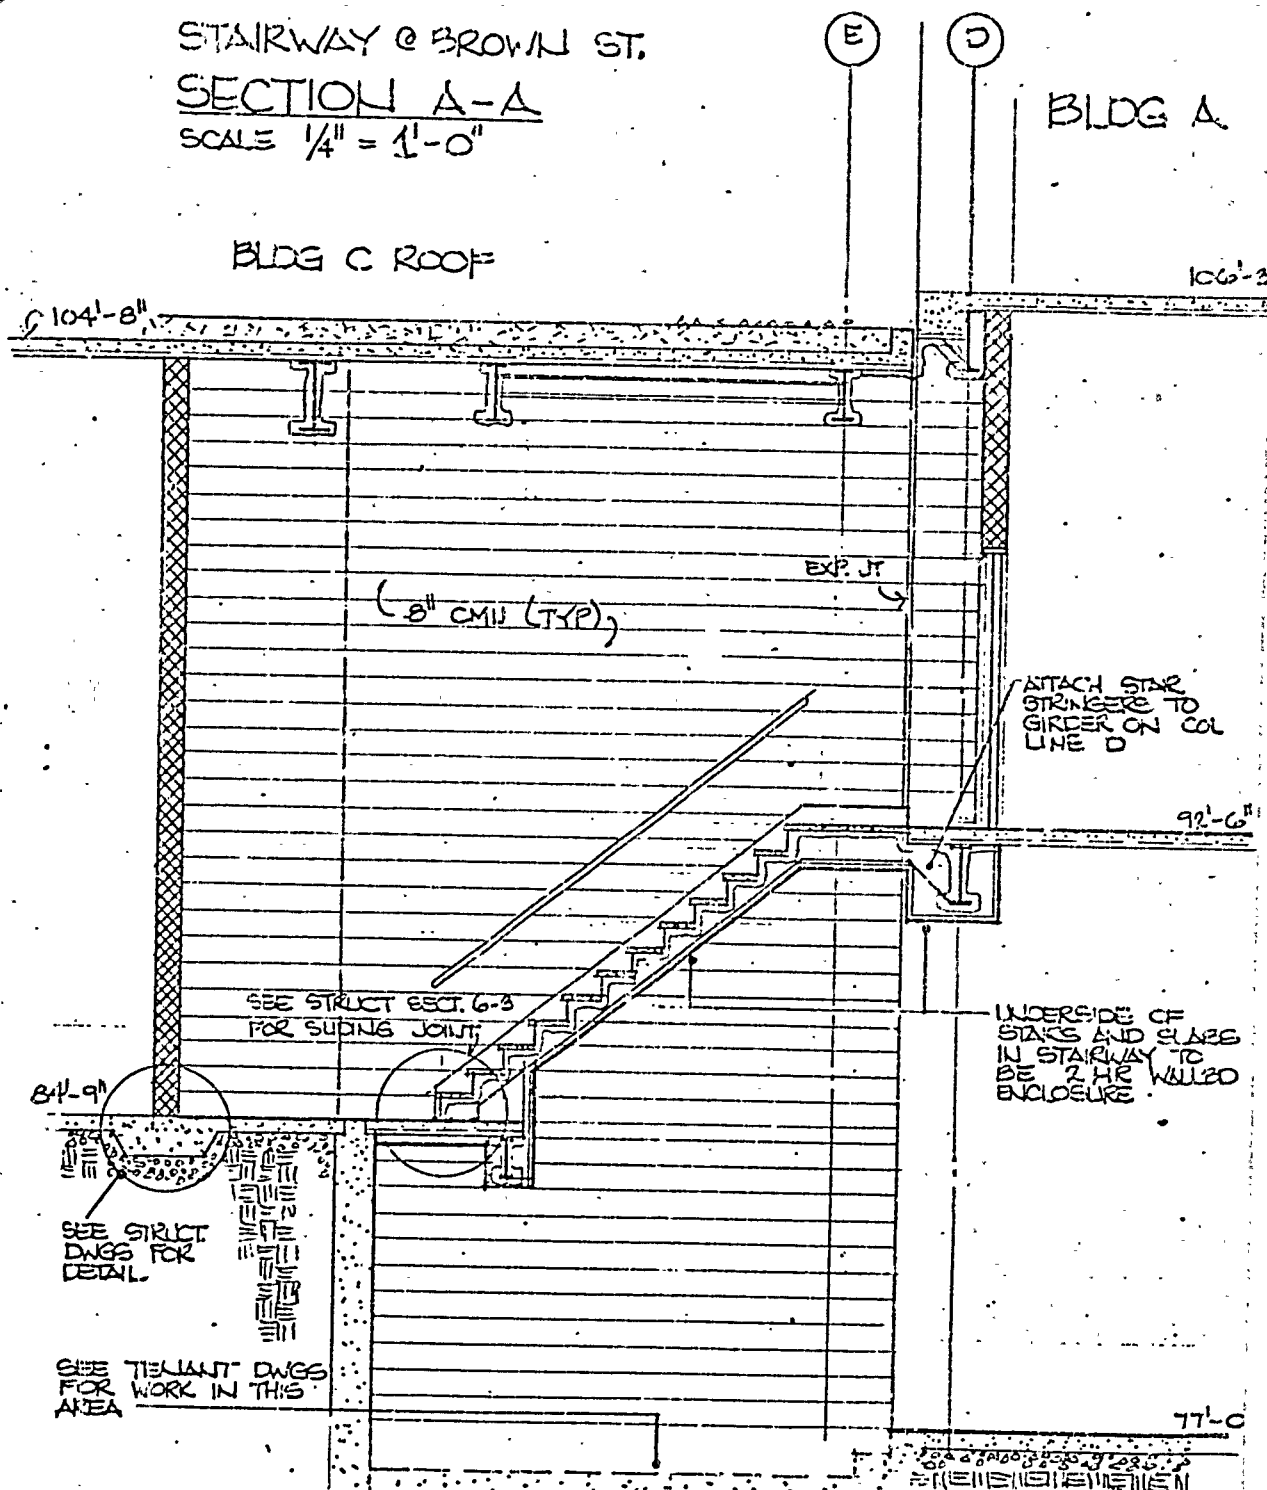 STAIRWAY @ BROWN ST.
SECTION A-A
SCALE 1/4" = 1'-0"
E
D
BLDG A
BLDG C ROOF
104'-8"
106'-3
EXP. JT
8" CMU (TYP)
ATTACH STAIR
STRINGERS TO
GIRDER ON COL
LINE D
92'-6"
SEE STRUCT SECT. 6-3
FOR SLIDING JOINT
UNDERSIDE OF
STAIRS AND SLABS
IN STAIRWAY TO
BE 2 HR WALLBD
ENCLOSURE
84'-9"
SEE STRUCT.
DWGS FOR
DETAIL.
SEE TENANT DWGS
FOR WORK IN THIS
AREA
77'-0